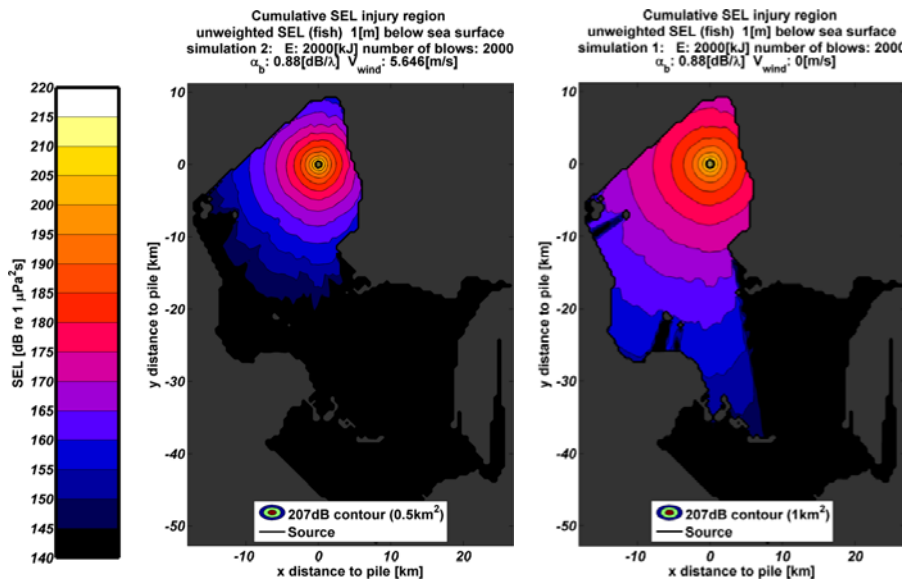 Cumulative SEL injury region
unweighted SEL (fish) 1[m] below sea surface
simulation 2: E: 2000[kJ] number of blows: 2000
α_b: 0.88[dB/λ] V_wind: 5.646[m/s]
Cumulative SEL injury region
unweighted SEL (fish) 1[m] below sea surface
simulation 1: E: 2000[kJ] number of blows: 2000
α_b: 0.88[dB/λ] V_wind: 0[m/s]
SEL [dB re 1 μPa²s]
220
215
210
205
200
195
190
185
180
175
170
165
160
155
150
145
140
y distance to pile [km]
10
0
-10
-20
-30
-40
-50
207dB contour (0.5km²)
Source
-10 0 10 20
x distance to pile [km]
y distance to pile [km]
10
0
-10
-20
-30
-40
-50
207dB contour (1km²)
Source
-10 0 10 20
x distance to pile [km]